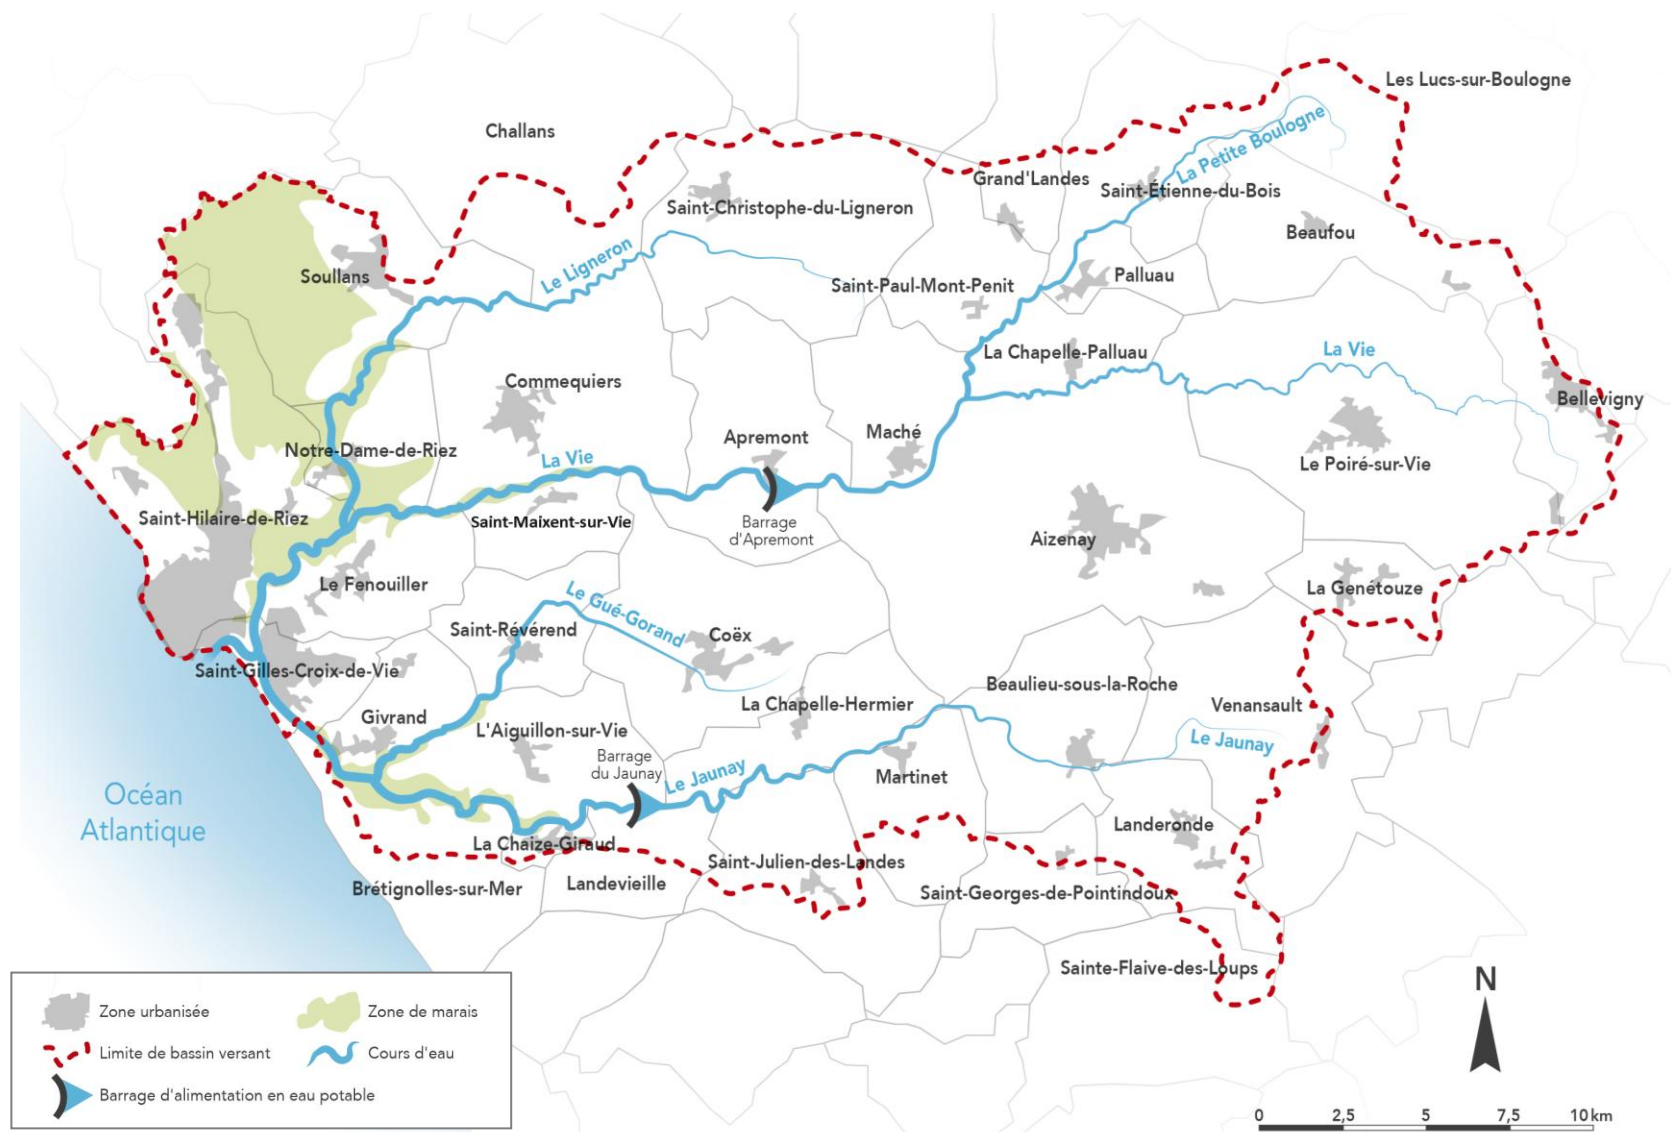 Les Lucs-sur-Boulogne
Challans
La Petite Boulogne
Grand'Landes
Saint-Étienne-du-Bois
Saint-Christophe-du-Ligneron
Beaufou
Le Ligneron
Soullans
Palluau
Saint-Paul-Mont-Penit
La Chapelle-Palluau
La Vie
Commequiers
Bellevigny
Apremont
Maché
Notre-Dame-de-Riez
La Vie
Le Poiré-sur-Vie
Saint-Hilaire-de-Riez
Saint-Maixent-sur-Vie
Barrage
d'Apremont
Aizenay
Le Fenouiller
Le Gué-Gorand
La Genétouze
Saint-Révérend
Coëx
Saint-Gilles-Croix-de-Vie
Beaulieu-sous-la-Roche
La Chapelle-Hermier
Venansault
Givrand
L'Aiguillon-sur-Vie
Le Jaunay
Barrage
du Jaunay
Le Jaunay
Martinet
Océan
Atlantique
Landeronde
La Chaize-Giraud
Saint-Julien-des-Landes
Brétignolles-sur-Mer
Landevieille
Saint-Georges-de-Pointindoux
Sainte-Flaive-des-Loups
N
Zone urbanisée
Zone de marais
Limite de bassin versant
Cours d'eau
Barrage d'alimentation en eau potable
0 2,5 5 7,5 10 km